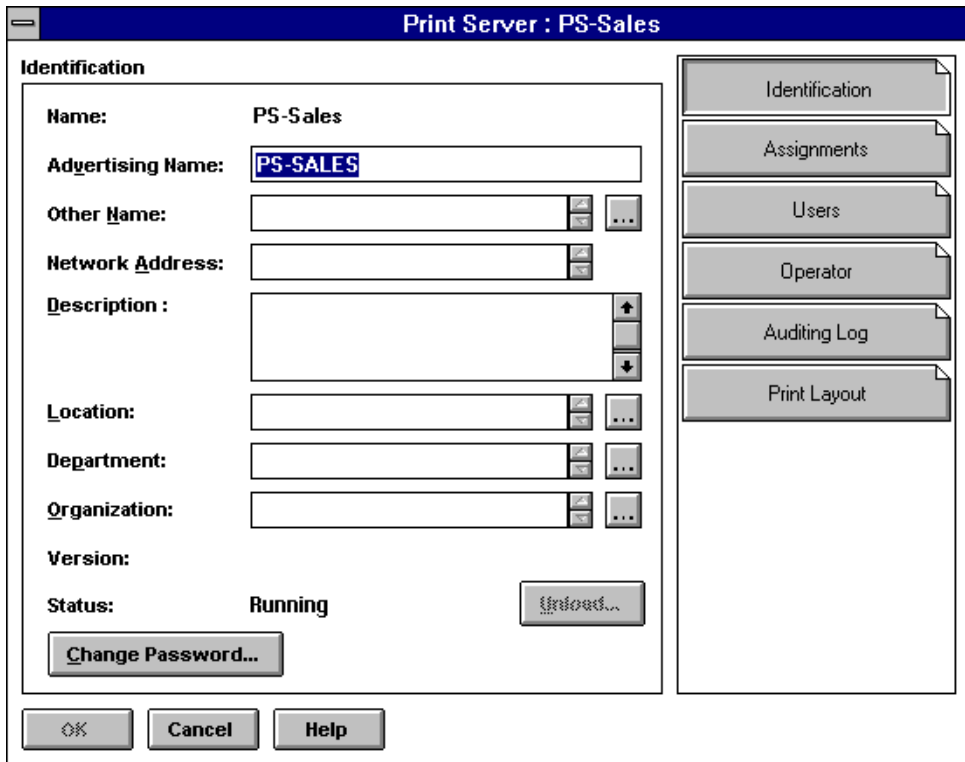 Print Server : PS-Sales
Identification
Name: PS-Sales
Advertising Name: PS-SALES
Other Name: ...
Network Address:
Description :
Location: ...
Department: ...
Organization: ...
Version:
Status: Running Unload...
Change Password...
OK Cancel Help
Identification
Assignments
Users
Operator
Auditing Log
Print Layout